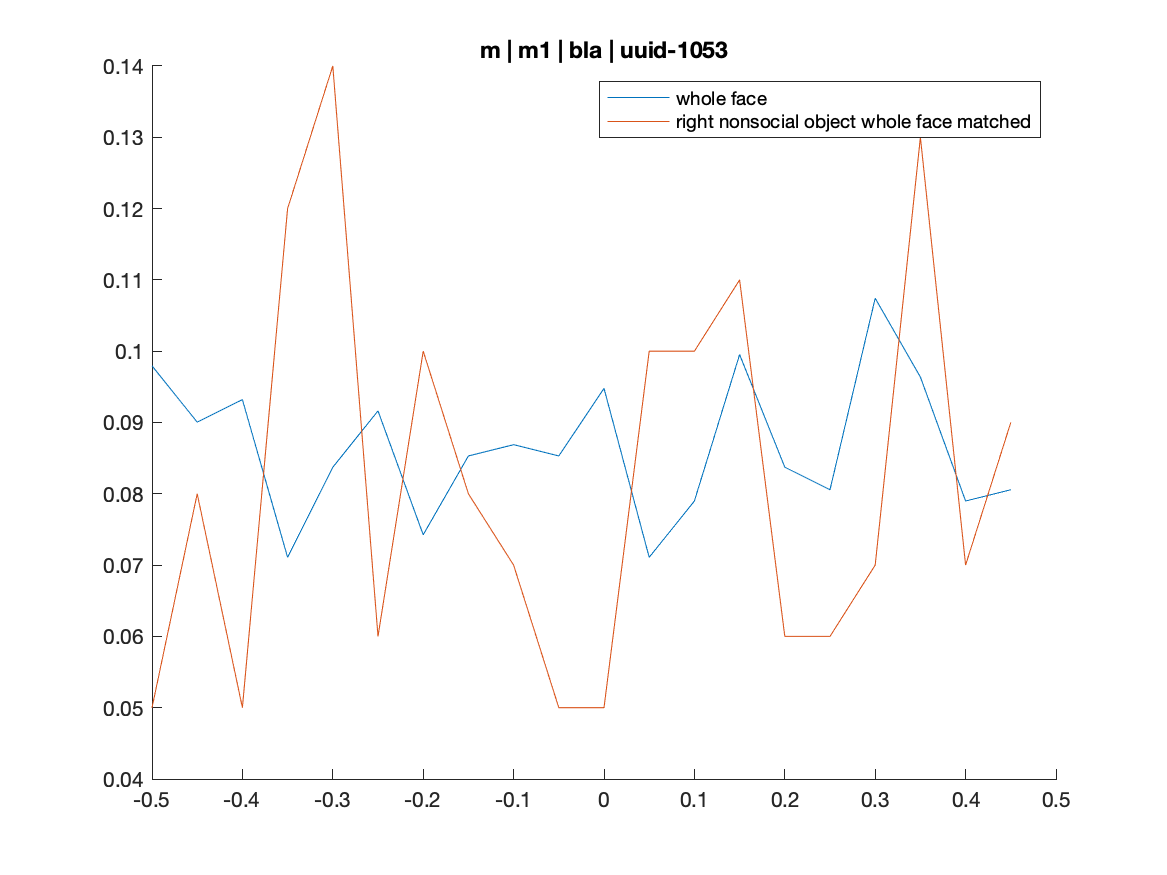 m | m1 | bla | uuid-1053
whole face
right nonsocial object whole face matched
0.14
0.13
0.12
0.11
0.1
0.09
0.08
0.07
0.06
0.05
0.04
-0.5 -0.4 -0.3 -0.2 -0.1 0 0.1 0.2 0.3 0.4 0.5